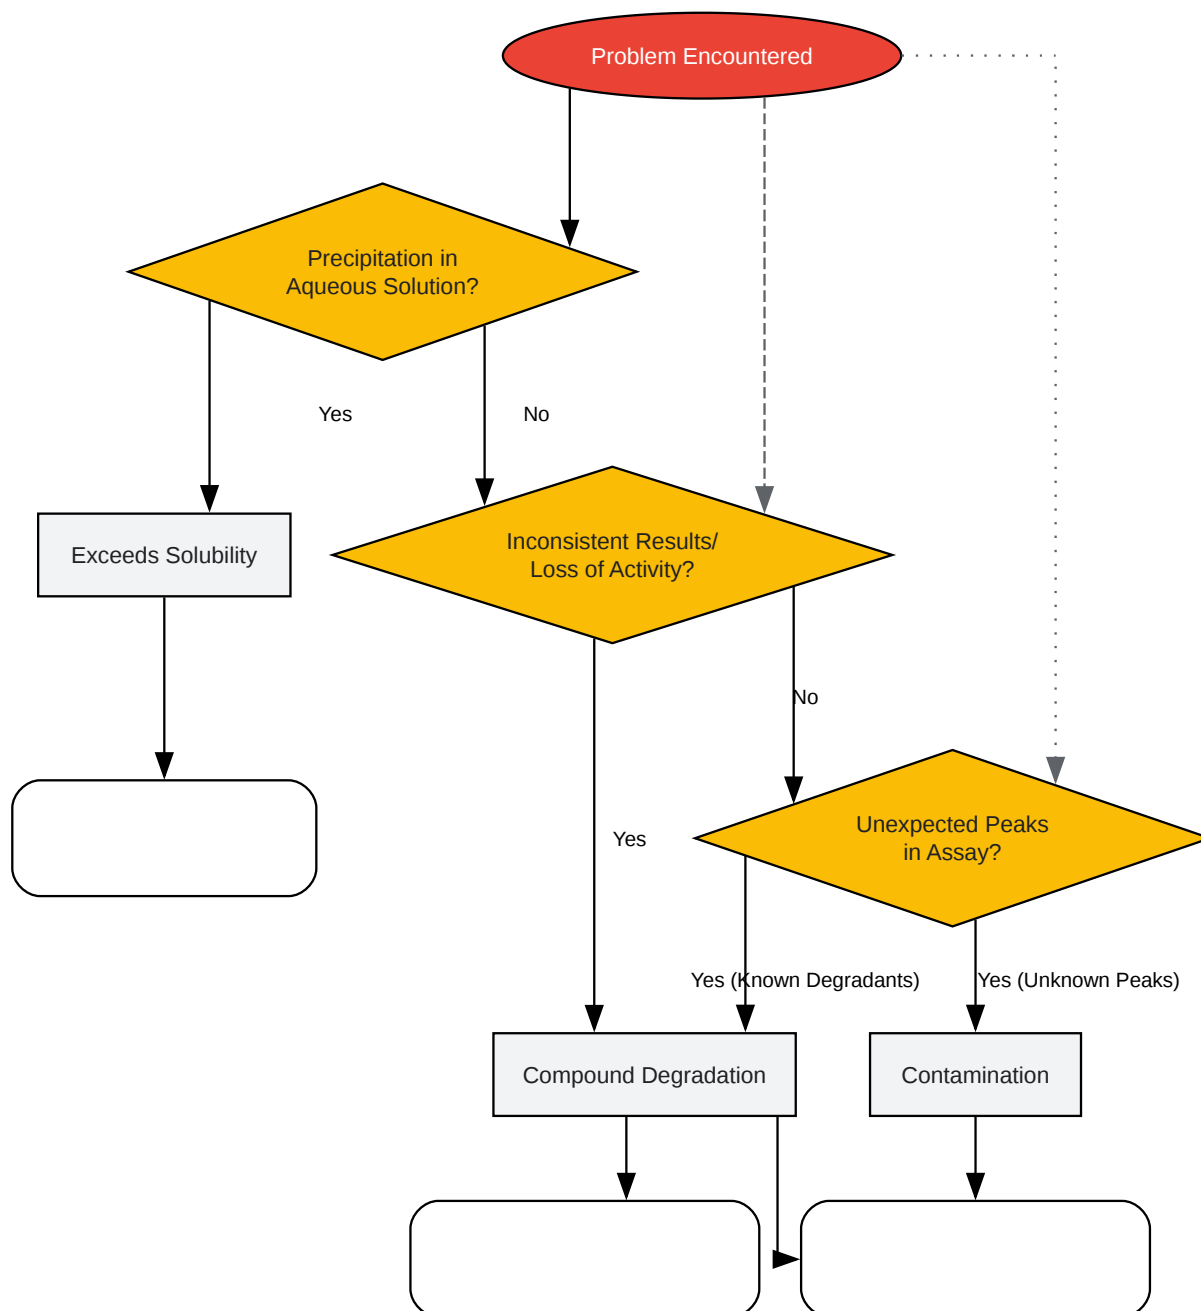 Problem Encountered
Precipitation in
Aqueous Solution?
Yes
No
Exceeds Solubility
Inconsistent Results/
Loss of Activity?
No
Yes
Unexpected Peaks
in Assay?
Yes (Known Degradants)
Yes (Unknown Peaks)
Compound Degradation
Contamination